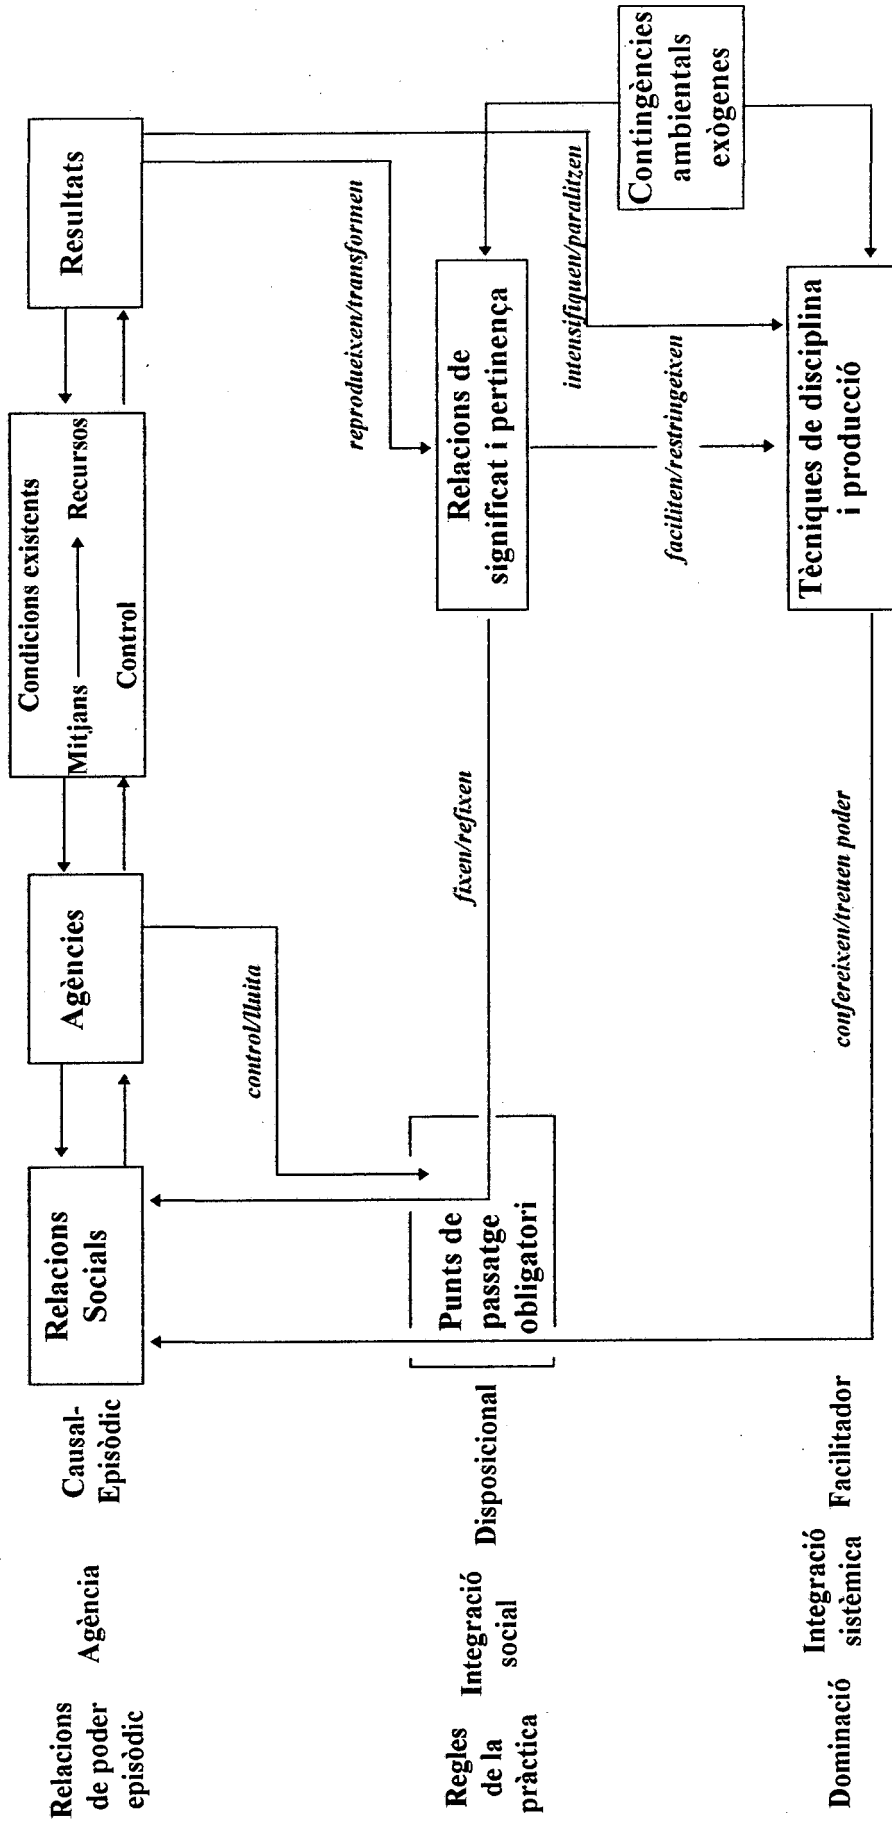 Relacions
de poder
episòdic
Agència
Causal-
Episòdic
Relacions
Socials
Agències
Condicions existents
Mitjans
Recursos
Control
Resultats
control/lluita
reprodueixen/transformen
Regles
de la
pràctica
Integració
social
Disposicional
Punts de
passatge
obligatori
fixen/refixen
Relacions de
significat i pertinença
intensifiquen/paralitzen
Contingències
ambientals
exògenes
faciliten/restringeixen
Dominació
Integració
sistèmica
Facilitador
confereixen/treuen poder
Tècniques de disciplina
i producció